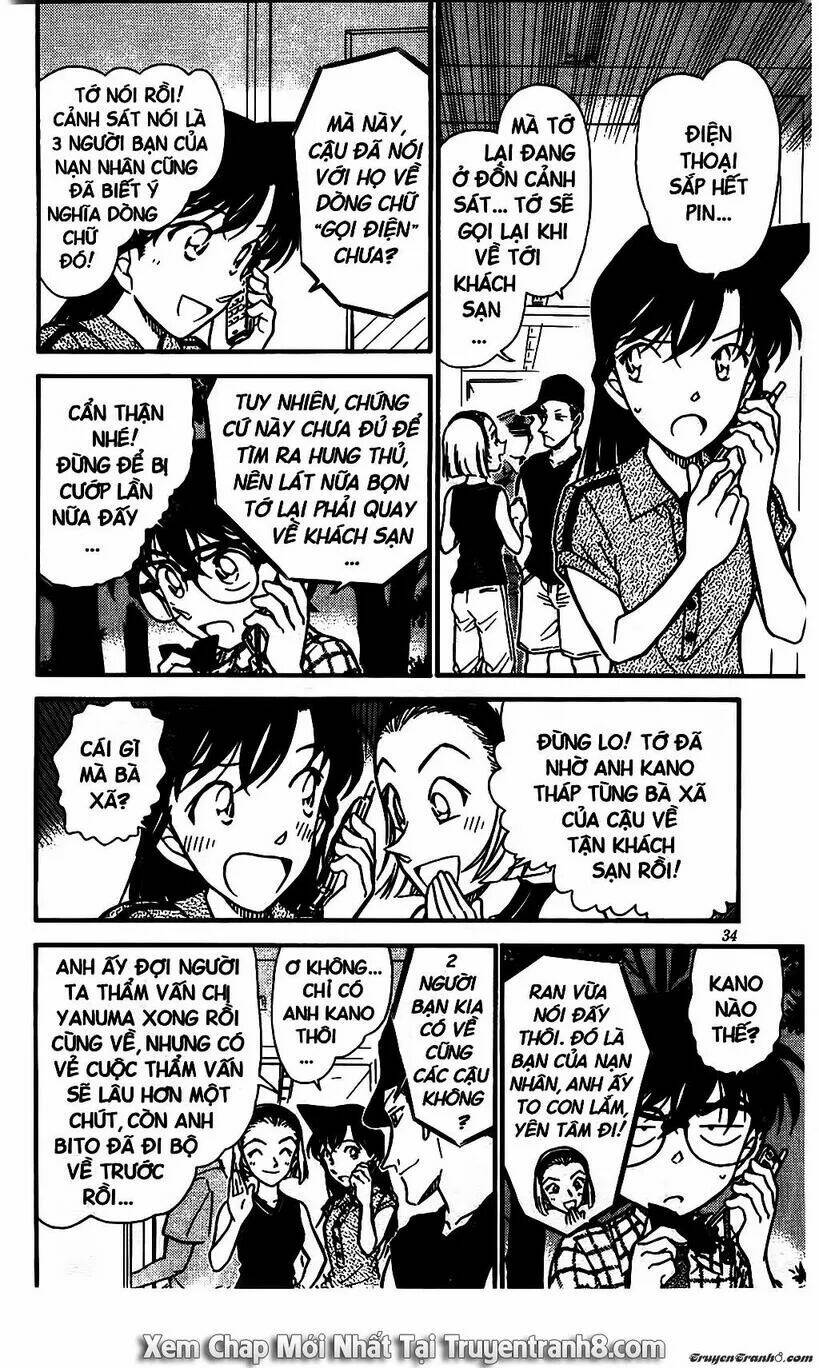 ĐIỆN
THOẠI
SẮP HẾT
PIN...
MÀ TỚ
LẠI ĐANG
Ở ĐỒN CẢNH
SÁT... TỚ SẼ
GỌI LẠI KHI
VỀ TỚI
KHÁCH
SẠN
...
MÀ NÀY,
CẬU ĐÃ NÓI
VỚI HỌ VỀ
DÒNG CHỮ
"GỌI ĐIỆN"
CHƯA?
TỚ NÓI RỒI!
CẢNH SÁT NÓI LÀ
3 NGƯỜI BẠN CỦA
NẠN NHÂN CŨNG
ĐÃ BIẾT Ý
NGHĨA DÒNG
CHỮ
ĐÓ!
TUY NHIÊN, CHỨNG
CỨ NÀY CHƯA ĐỦ ĐỂ
TÌM RA HUNG THỦ,
NÊN LÁT NỮA BỌN
TỚ LẠI PHẢI QUAY
VỀ KHÁCH SẠN
...
CẨN THẬN
NHÉ!
ĐỪNG ĐỂ BỊ
CƯỚP LẦN
NỮA ĐẤY
...
ĐỪNG LO! TỚ ĐÃ
NHỜ ANH KANO
THÁP TÙNG BÀ XÃ
CỦA CẬU VỀ
TẬN KHÁCH
SẠN RỒI!
CÁI GÌ
MÀ BÀ
XÃ?
34
KANO
NÀO
THẾ?
RAN VỪA
NÓI ĐẤY
THÔI. ĐÓ LÀ
BẠN CỦA NẠN
NHÂN, ANH ẤY
TO CON LẮM,
YÊN TÂM ĐI!
2
NGƯỜI
BẠN KIA
CÓ VỀ
CÙNG
CÁC CẬU
KHÔNG
?
Ơ KHÔNG...
CHỈ CÓ
ANH KANO
THÔI
...
ANH ẤY ĐỢI NGƯỜI
TA THẨM VẤN CHỊ
YANUMA XONG RỒI
CÙNG VỀ, NHƯNG CÓ
VẺ CUỘC THẨM VẤN
SẼ LÂU HƠN MỘT
CHÚT, CÒN ANH
BITO ĐÃ ĐI BỘ
VỀ TRƯỚC
RỒI...
Xem Chap Mới Nhất Tại Truyentranh8.com
TruyenTranh8.com